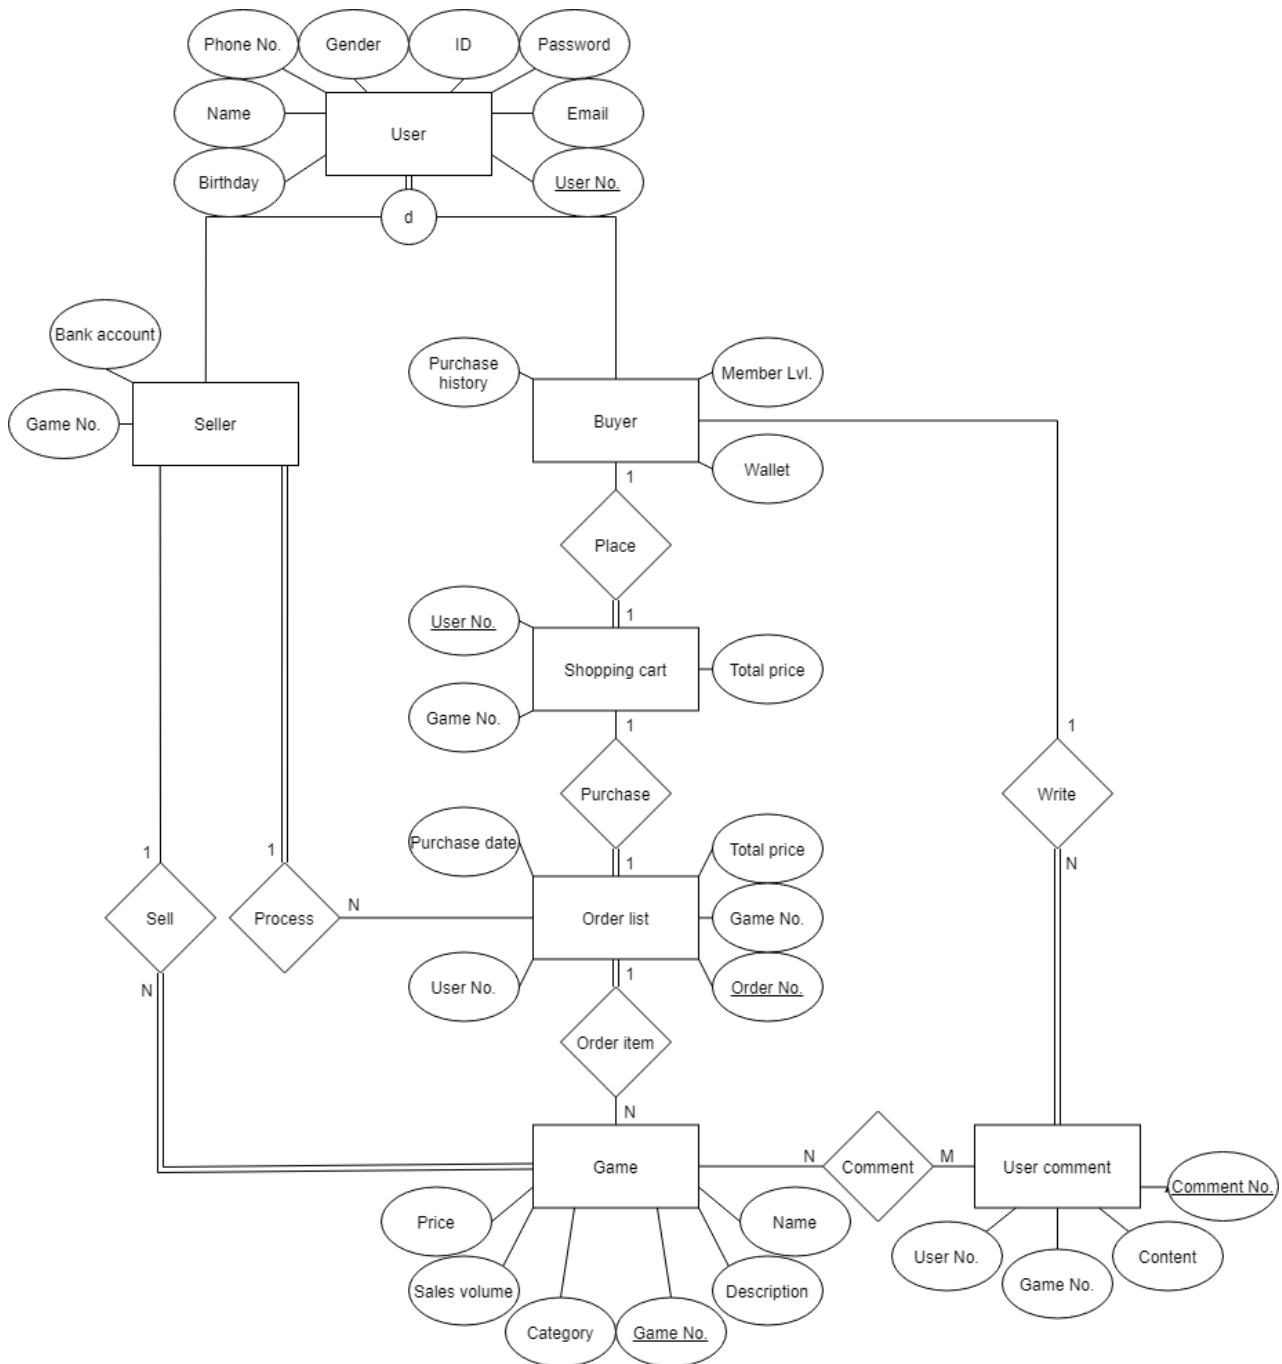 Phone No.
Gender
ID
Password
Name
User
Email
Birthday
User No.
d
Bank account
Game No.
Seller
Purchase
history
Buyer
Member Lvl.
Wallet
1
Place
1
User No.
Shopping cart
Total price
Game No.
1
1
Purchase
Write
Purchase date
Total price
1
1
1
N
Sell
Process
N
Order list
Game No.
User No.
Order No.
N
1
Order item
N
Game
N
Comment
M
User comment
Comment No.
Price
Name
User No.
Content
Game No.
Sales volume
Description
Category
Game No.